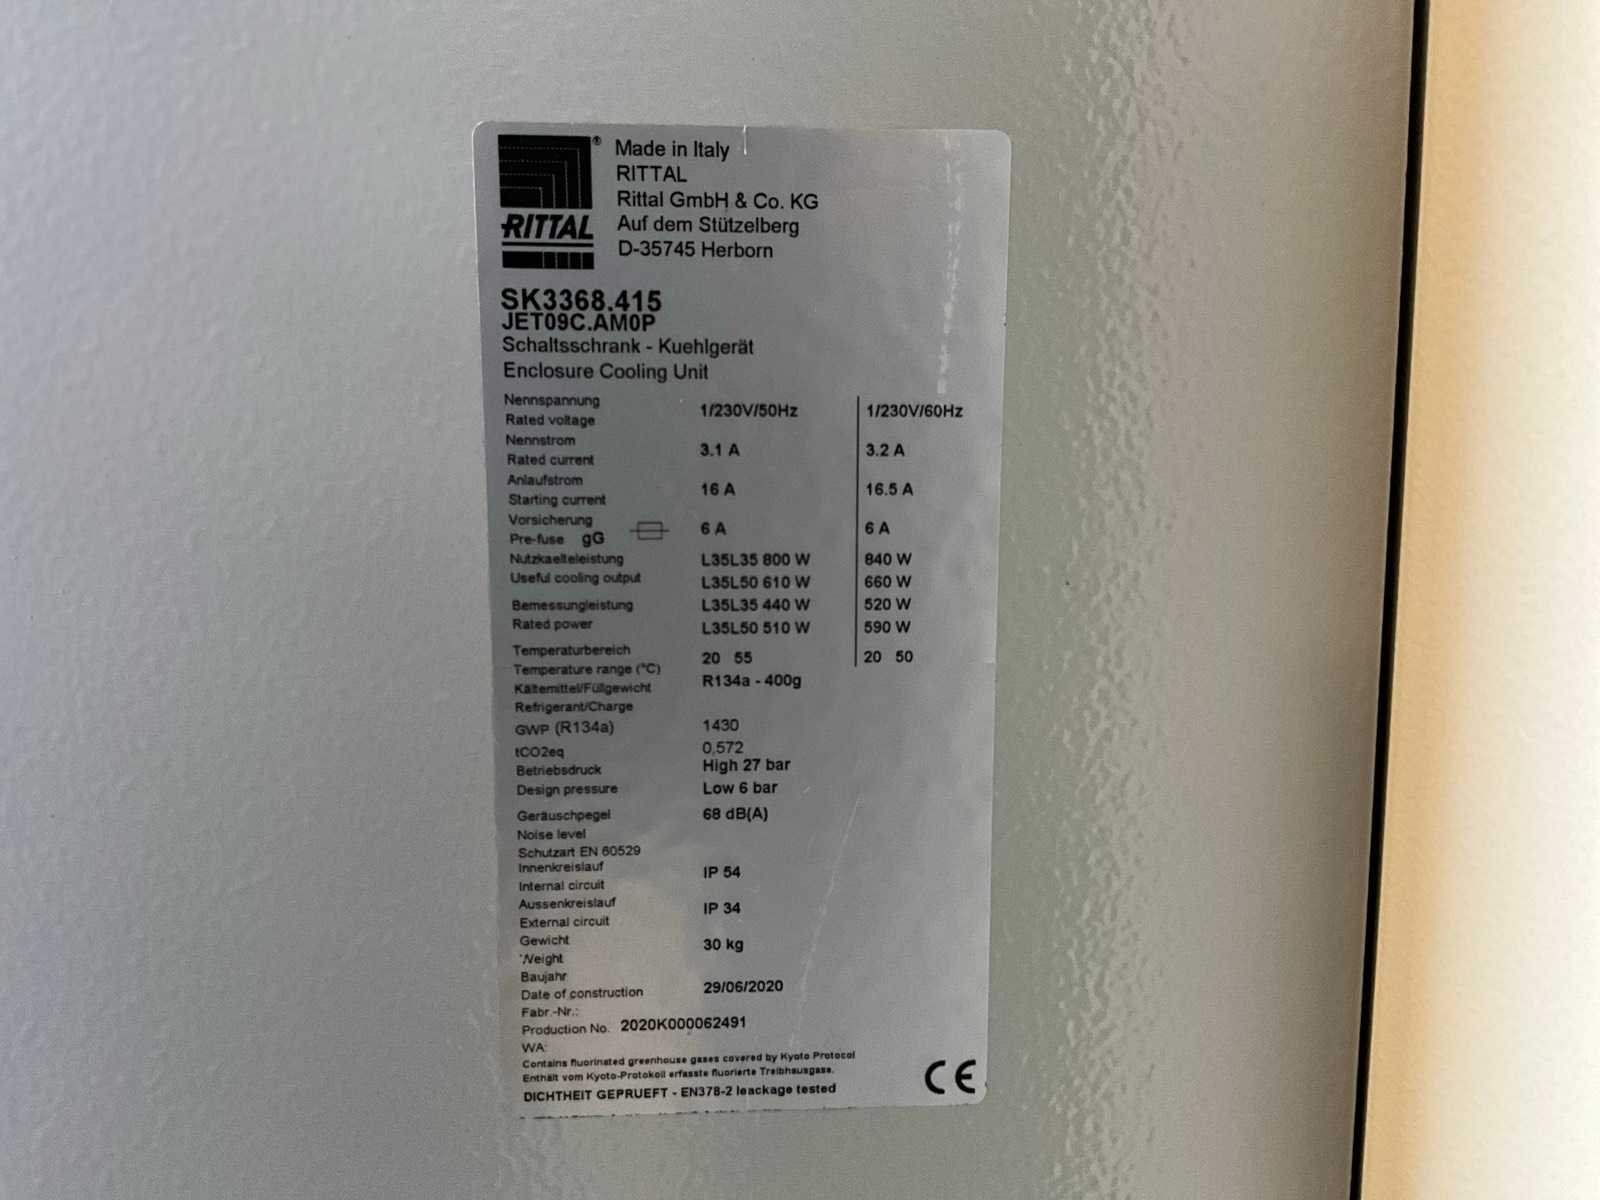 RITTAL ®
Made in Italy
RITTAL
Rittal GmbH & Co. KG
Auf dem Stützelberg
D-35745 Herborn
SK3368.415
JET09C.AM0P
Schaltsschrank - Kuehlgerät
Enclosure Cooling Unit
Nennspannung
Rated voltage 1/230V/50Hz 1/230V/60Hz
Nennstrom
Rated current 3.1 A 3.2 A
Anlaufstrom
Starting current 16 A 16.5 A
Vorsicherung
Pre-fuse gG 6 A 6 A
Nutzkaelteleistung L35L35 800 W 840 W
Useful cooling output L35L50 610 W 660 W
Bemessungleistung L35L35 440 W 520 W
Rated power L35L50 510 W 590 W
Temperaturbereich
Temperature range (°C) 20 55 20 50
Kältemittel/Füllgewicht R134a - 400g
Refrigerant/Charge
GWP (R134a) 1430
tCO2eq 0,572
Betriebsdruck High 27 bar
Design pressure Low 6 bar
Geräuschpegel 68 dB(A)
Noise level
Schutzart EN 60529
Innenkreislauf
Internal circuit IP 54
Aussenkreislauf
External circuit IP 34
Gewicht
Weight 30 kg
Baujahr
Date of construction 29/06/2020
Fabr.-Nr.:
Production No. 2020K000062491
WA:
Contains fluorinated greenhouse gases covered by Kyoto Protocol
Enthält vom Kyoto-Protokoll erfasste fluorierte Treibhausgase.
DICHTHEIT GEPRUEFT - EN378-2 leackage tested
CE